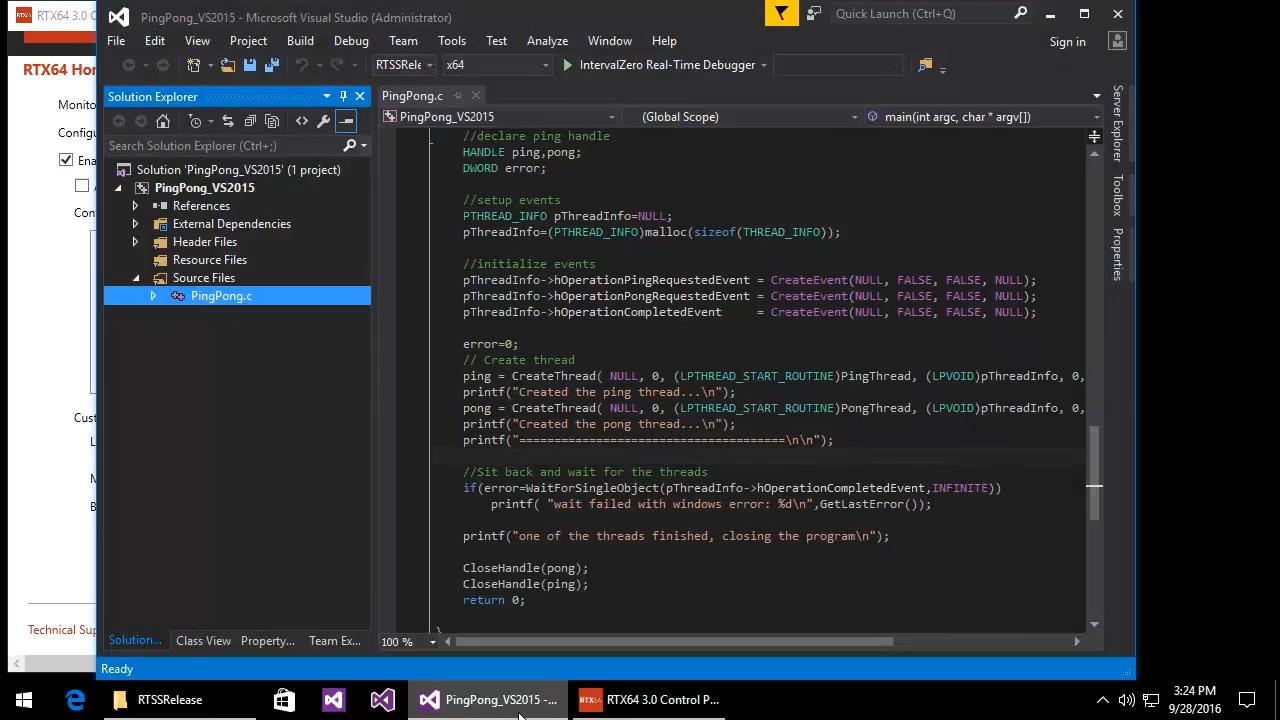 RTX64 3.0 C
RTX64 Ho
Monito
Configu
Ena
Con
Cust
M
B
Technical Sup
PingPong_VS2015 - Microsoft Visual Studio (Administrator)
Quick Launch (Ctrl+Q)
File Edit View Project Build Debug Team Tools Test Analyze Window Help
Sign in
RTSSRele x64 IntervalZero Real-Time Debugger
Solution Explorer
Search Solution Explorer (Ctrl+;)
Solution 'PingPong_VS2015' (1 project)
PingPong_VS2015
References
External Dependencies
Header Files
Resource Files
Source Files
PingPong.c
Solution... Class View Property... Team Ex...
PingPong.c
PingPong_VS2015 (Global Scope) main(int argc, char * argv[])
//declare ping handle
HANDLE ping,pong;
DWORD error;
//setup events
PTHREAD_INFO pThreadInfo=NULL;
pThreadInfo=(PTHREAD_INFO)malloc(sizeof(THREAD_INFO));
//initialize events
pThreadInfo->hOperationPingRequestedEvent = CreateEvent(NULL, FALSE, FALSE, NULL);
pThreadInfo->hOperationPongRequestedEvent = CreateEvent(NULL, FALSE, FALSE, NULL);
pThreadInfo->hOperationCompletedEvent     = CreateEvent(NULL, FALSE, FALSE, NULL);
error=0;
// Create thread
ping = CreateThread( NULL, 0, (LPTHREAD_START_ROUTINE)PingThread, (LPVOID)pThreadInfo, 0,
printf("Created the ping thread...\n");
pong = CreateThread( NULL, 0, (LPTHREAD_START_ROUTINE)PongThread, (LPVOID)pThreadInfo, 0,
printf("Created the pong thread...\n");
printf("======================================\n\n");
//Sit back and wait for the threads
if(error=WaitForSingleObject(pThreadInfo->hOperationCompletedEvent,INFINITE))
printf( "wait failed with windows error: %d\n",GetLastError());
printf("one of the threads finished, closing the program\n");
CloseHandle(pong);
CloseHandle(ping);
return 0;
}
100 %
Server Explorer
Toolbox
Properties
Ready
RTSSRelease
PingPong_VS2015 -...
RTX64
RTX64 3.0 Control P...
3:24 PM
9/28/2016